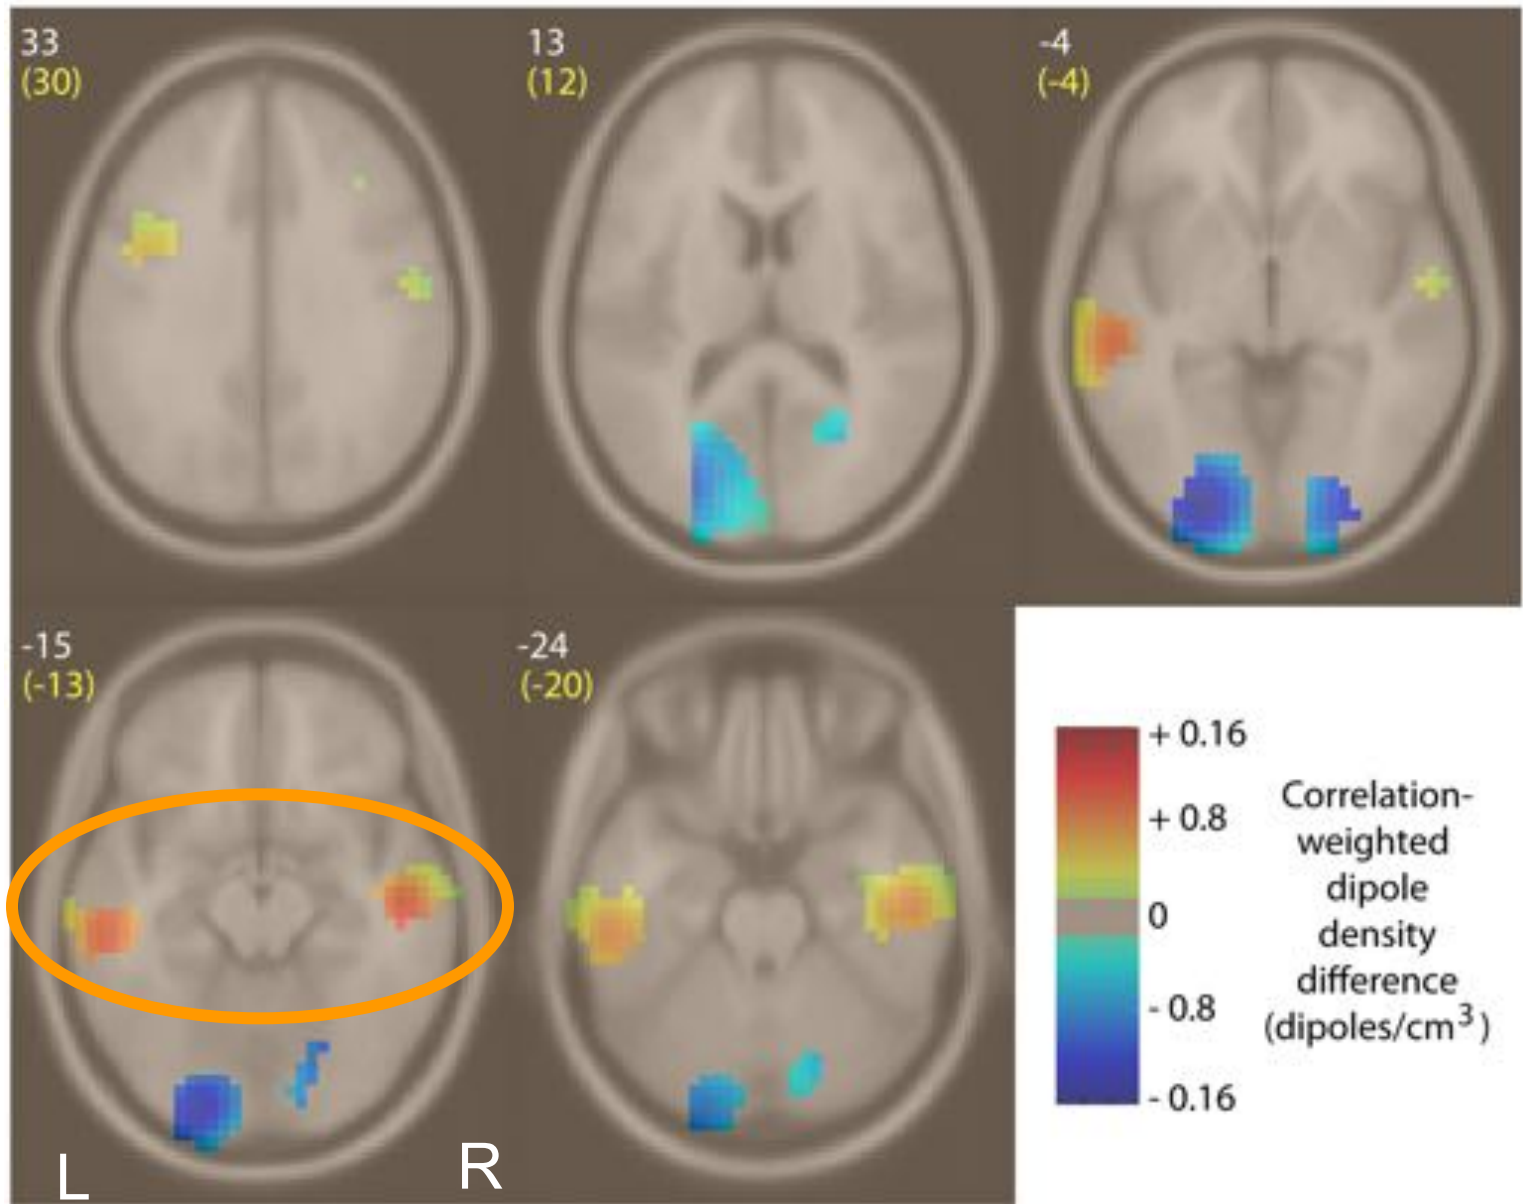 33
(30)
13
(12)
-4
(-4)
-15
(-13)
-24
(-20)
+ 0.16
+ 0.8
0
- 0.8
- 0.16
Correlation-
weighted
dipole
density
difference
(dipoles/cm³)
L
R